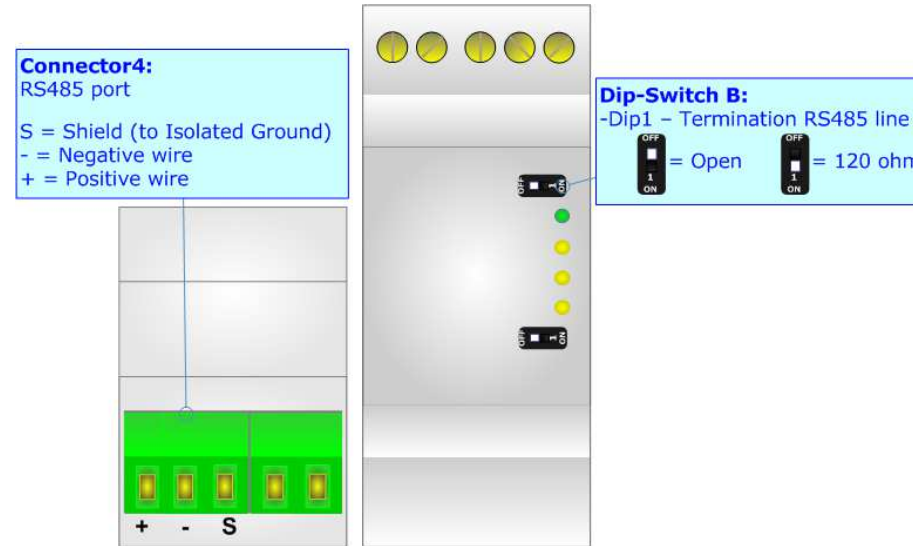 Connector4:
RS485 port
S = Shield (to Isolated Ground)
- = Negative wire
+ = Positive wire
Dip-Switch B:
-Dip1 – Termination RS485 line
OFF
1
ON
= Open
OFF
1
ON
= 120 ohm
OFF
1
ON
OFF
1
ON
+ - S